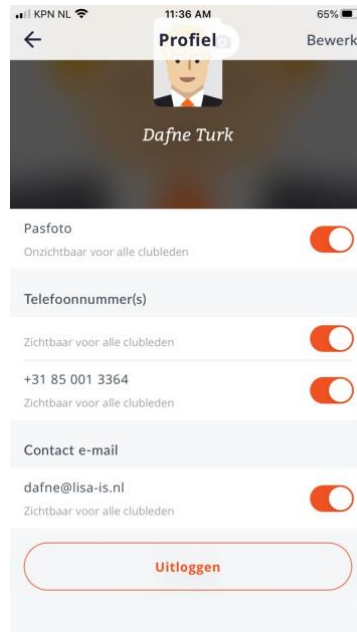 KPN NL 11:36 AM 65%
Profiel Bewerk
Dafne Turk
Pasfoto
Onzichtbaar voor alle clubleden
Telefoonnummer(s)
Zichtbaar voor alle clubleden
+31 85 001 3364
Zichtbaar voor alle clubleden
Contact e-mail
dafne@lisa-is.nl
Zichtbaar voor alle clubleden
Uitloggen